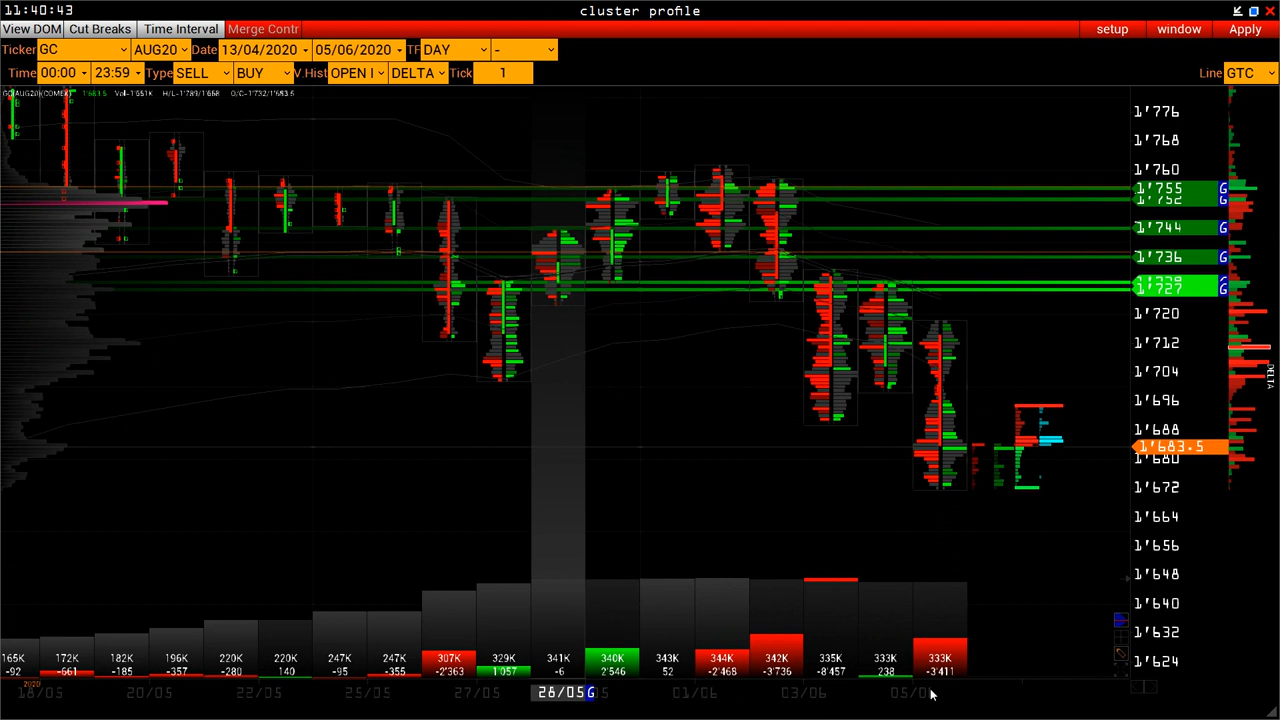 11:40:43 cluster profile
View DOM Cut Breaks Time Interval Merge Contr setup window Apply
Ticker GC AUG20 Date 13/04/2020 05/06/2020 TF DAY -
Time 00:00 23:59 Type SELL BUY V.Hist OPEN I DELTA Tick 1 Line GTC
1'776
1'768
1'760
1'755 G
1'752 G
1'744 G
1'736 G
1'727 G
1'720
1'712
1'704
DELTA
1'696
1'688
1'683.5
1'680
1'672
1'664
1'656
1'648
1'640
1'632
1'624
165K 172K 182K 196K 220K 220K 247K 247K 307K 329K 341K 340K 343K 344K 342K 335K 333K 333K
-92 -661 -185 -357 -280 140 -95 -355 -2'363 1'057 -6 2'546 52 -2'468 -3'736 -8'457 238 -3'411
2020
18/05 20/05 22/05 25/05 27/05 28/05 G 01/06 03/06